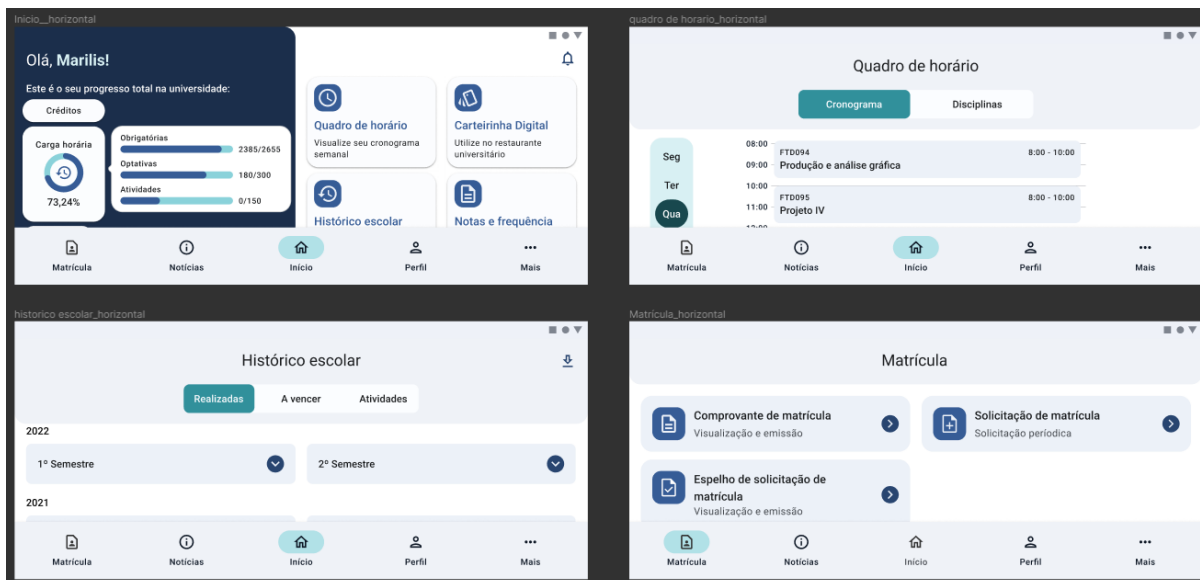 Inicio__horizontal
Olá, Marilis!
Este é o seu progresso total na universidade:
Créditos
Carga horária
73,24%
Obrigatórias
2385/2655
Optativas
180/300
Atividades
0/150
Quadro de horário
Visualize seu cronograma
semanal
Carteirinha Digital
Utilize no restaurante
universitário
Histórico escolar
Notas e frequência
Matrícula
Notícias
Início
Perfil
Mais
quadro de horario_horizontal
Quadro de horário
Cronograma
Disciplinas
Seg
Ter
Qua
08:00
09:00
10:00
11:00
12:00
FTD094
8:00 - 10:00
Produção e análise gráfica
FTD095
8:00 - 10:00
Projeto IV
Matrícula
Notícias
Início
Perfil
Mais
historico escolar_horizontal
Histórico escolar
Realizadas
A vencer
Atividades
2022
1º Semestre
2º Semestre
2021
Matrícula
Notícias
Início
Perfil
Mais
Matrícula_horizontal
Matrícula
Comprovante de matrícula
Visualização e emissão
Solicitação de matrícula
Solicitação períodica
Espelho de solicitação de
matrícula
Visualização e emissão
Matrícula
Notícias
Início
Perfil
Mais